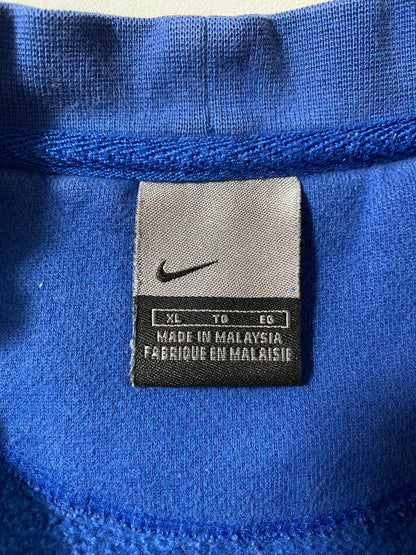 XL TG EG
MADE IN MALAYSIA
FABRIQUE EN MALAISIE